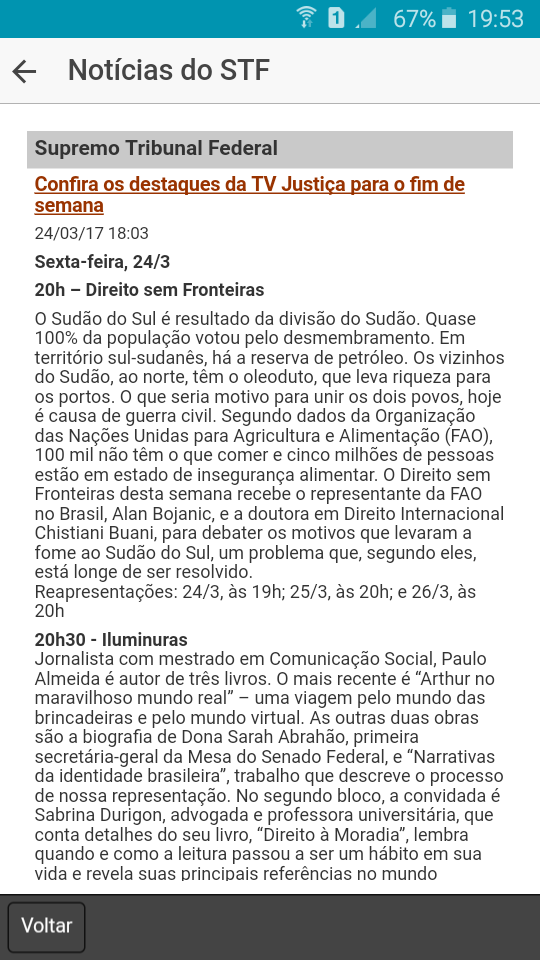 1 67% 19:53
Notícias do STF
Supremo Tribunal Federal
Confira os destaques da TV Justiça para o fim de
semana
24/03/17 18:03
Sexta-feira, 24/3
20h – Direito sem Fronteiras
O Sudão do Sul é resultado da divisão do Sudão. Quase
100% da população votou pelo desmembramento. Em
território sul-sudanês, há a reserva de petróleo. Os vizinhos
do Sudão, ao norte, têm o oleoduto, que leva riqueza para
os portos. O que seria motivo para unir os dois povos, hoje
é causa de guerra civil. Segundo dados da Organização
das Nações Unidas para Agricultura e Alimentação (FAO),
100 mil não têm o que comer e cinco milhões de pessoas
estão em estado de insegurança alimentar. O Direito sem
Fronteiras desta semana recebe o representante da FAO
no Brasil, Alan Bojanic, e a doutora em Direito Internacional
Chistiani Buani, para debater os motivos que levaram a
fome ao Sudão do Sul, um problema que, segundo eles,
está longe de ser resolvido.
Reapresentações: 24/3, às 19h; 25/3, às 20h; e 26/3, às
20h
20h30 - Iluminuras
Jornalista com mestrado em Comunicação Social, Paulo
Almeida é autor de três livros. O mais recente é “Arthur no
maravilhoso mundo real” – uma viagem pelo mundo das
brincadeiras e pelo mundo virtual. As outras duas obras
são a biografia de Dona Sarah Abrahão, primeira
secretária-geral da Mesa do Senado Federal, e “Narrativas
da identidade brasileira”, trabalho que descreve o processo
de nossa representação. No segundo bloco, a convidada é
Sabrina Durigon, advogada e professora universitária, que
conta detalhes do seu livro, “Direito à Moradia”, lembra
quando e como a leitura passou a ser um hábito em sua
vida e revela suas principais referências no mundo
Voltar